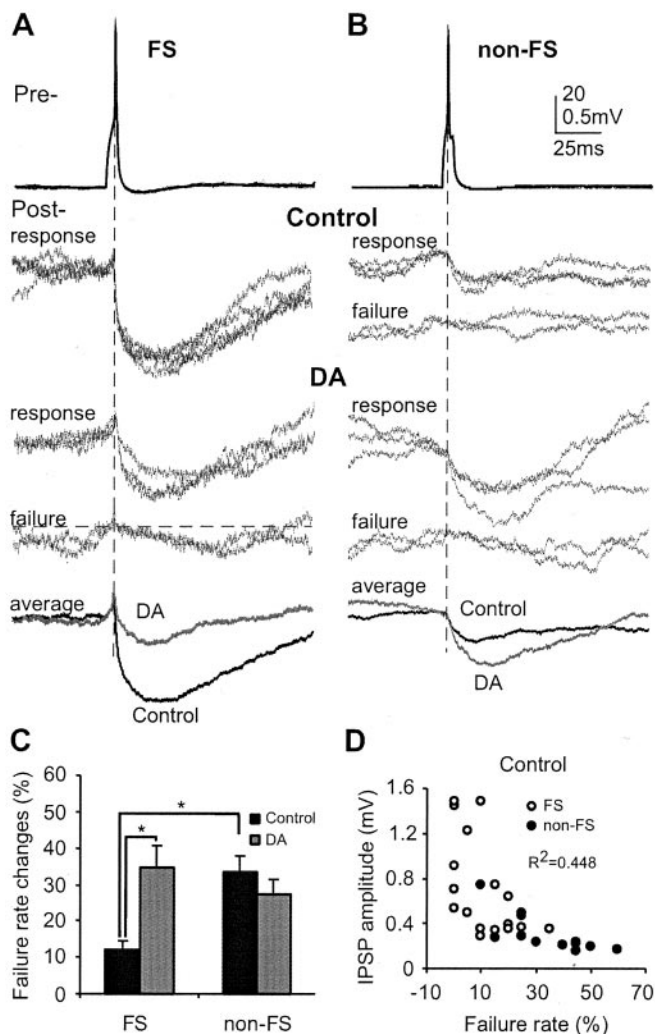 A
B
FS
non-FS
Pre-
20
0.5mV
25ms
Post-
Control
response
response
failure
DA
response
response
failure
failure
average
DA
average
Control
Control
DA
C
D
Failure rate changes (%)
60
50
40
30
20
10
0
*
*
Control
DA
FS
non-FS
Control
IPSP amplitude (mV)
1.6
1.2
0.8
0.4
0
FS
non-FS
R²=0.448
-10
10
30
50
70
Failure rate (%)